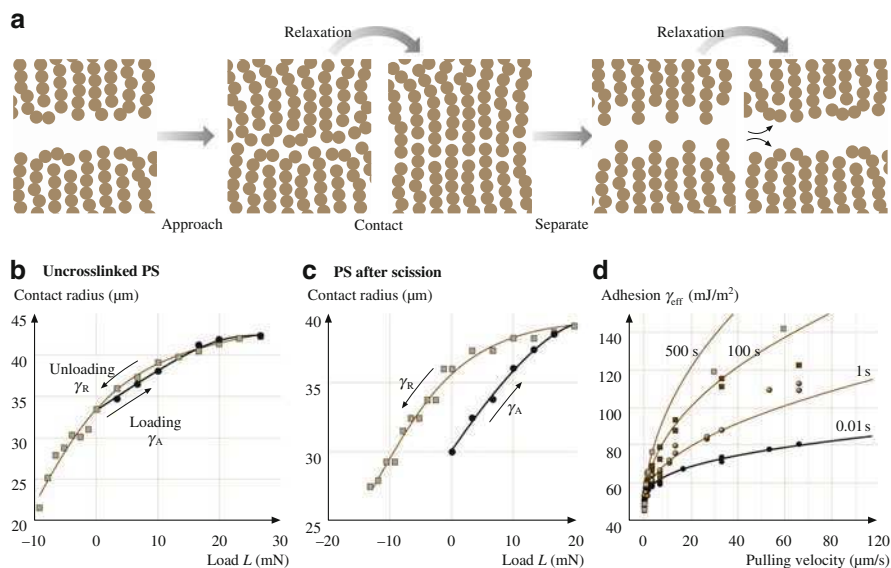 a
Relaxation
Relaxation
Approach
Contact
Separate
b Uncrosslinked PS
Contact radius (μm)
45
40
35
30
25
20
Unloading
γR
Loading
γA
−10
0
10
20
30
Load L (mN)
c PS after scission
Contact radius (μm)
40
35
30
25
γR
γA
−20
−10
0
10
20
Load L (mN)
d
Adhesion γeff (mJ/m²)
140
120
100
80
60
40
500 s
100 s
1 s
0.01 s
0
20
40
60
80
100
120
Pulling velocity (μm/s)